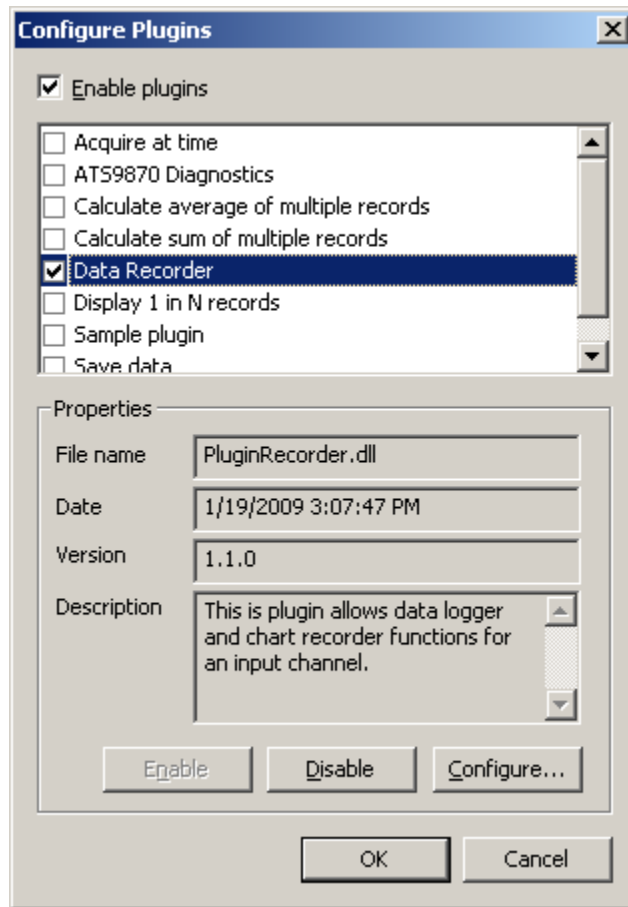 Configure Plugins
Enable plugins
Acquire at time
ATS9870 Diagnostics
Calculate average of multiple records
Calculate sum of multiple records
Data Recorder
Display 1 in N records
Sample plugin
Save data
Properties
File name PluginRecorder.dll
Date 1/19/2009 3:07:47 PM
Version 1.1.0
Description This is plugin allows data logger
and chart recorder functions for
an input channel.
Enable Disable Configure...
OK Cancel